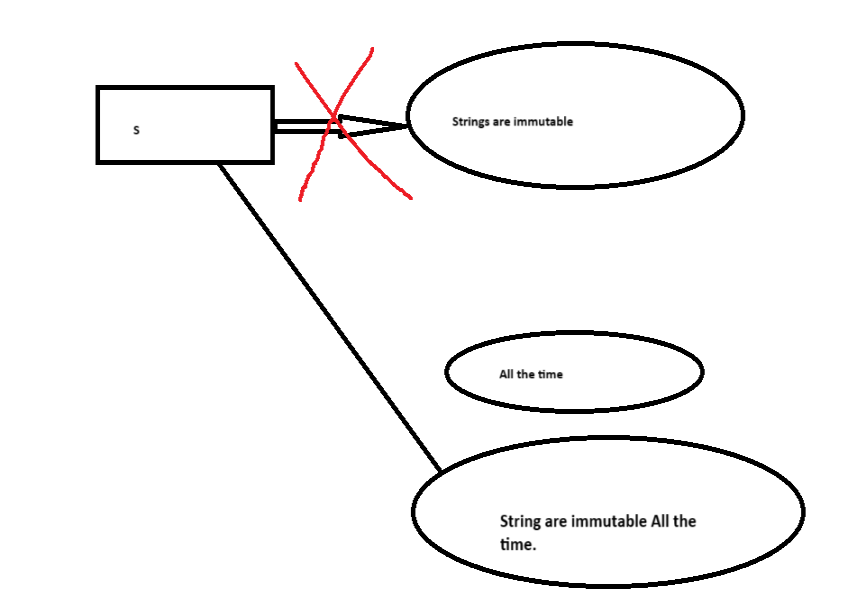 S
Strings are immutable
All the time
String are immutable All the
time.